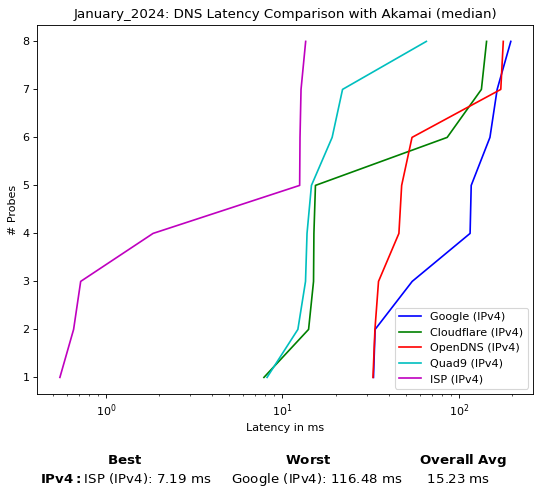 January_2024: DNS Latency Comparison with Akamai (median)
8
7
6
5
4
3
2
1
# Probes
10^0 10^1 10^2
Latency in ms
Google (IPv4)
Cloudflare (IPv4)
OpenDNS (IPv4)
Quad9 (IPv4)
ISP (IPv4)
Best Worst Overall Avg
IPv4: ISP (IPv4): 7.19 ms Google (IPv4): 116.48 ms 15.23 ms